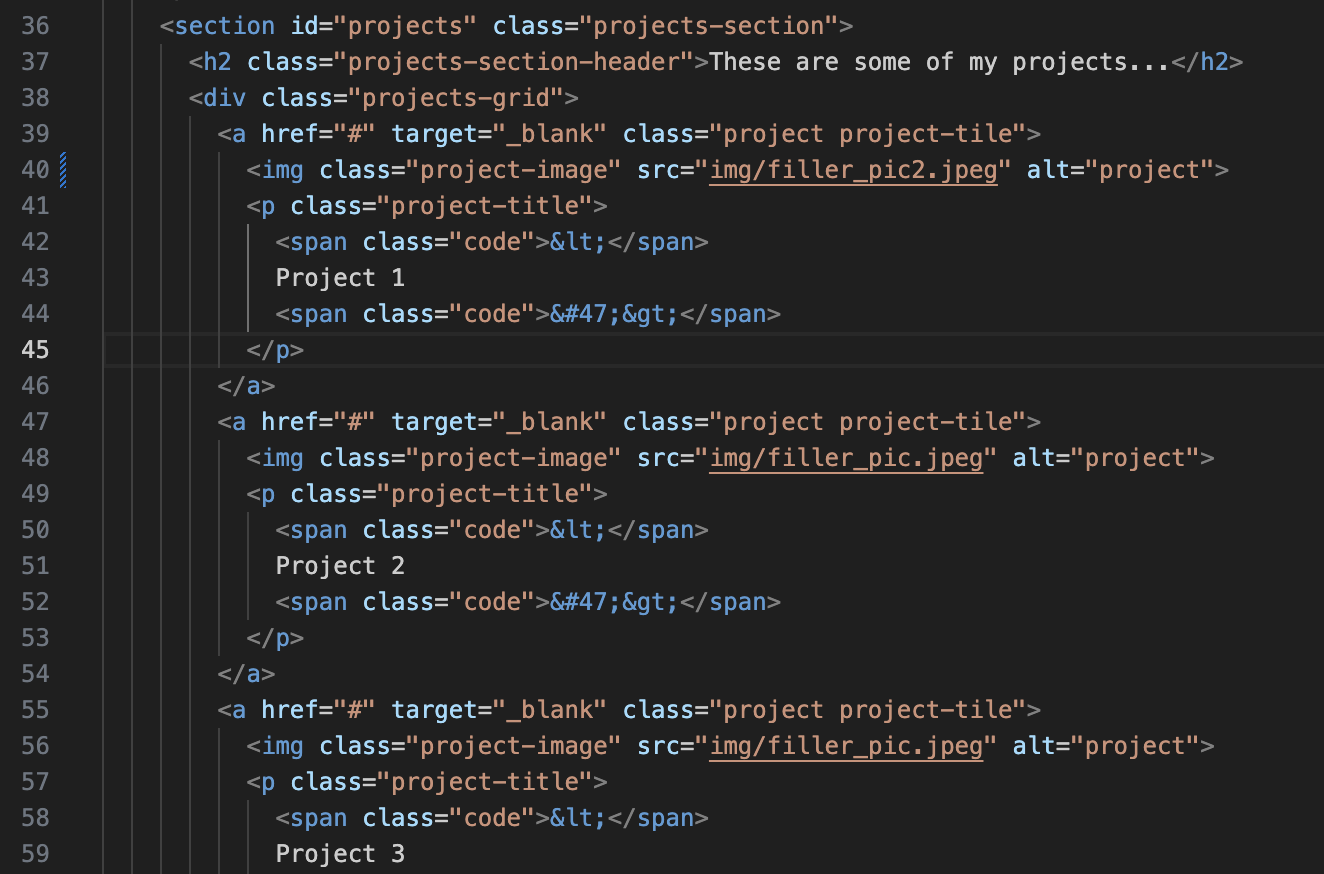 36 <section id="projects" class="projects-section">
37 <h2 class="projects-section-header">These are some of my projects...</h2>
38 <div class="projects-grid">
39 <a href="#" target="_blank" class="project project-tile">
40 <img class="project-image" src="img/filler_pic2.jpeg" alt="project">
41 <p class="project-title">
42 <span class="code">&lt;</span>
43 Project 1
44 <span class="code">&#47;&gt;</span>
45 </p>
46 </a>
47 <a href="#" target="_blank" class="project project-tile">
48 <img class="project-image" src="img/filler_pic.jpeg" alt="project">
49 <p class="project-title">
50 <span class="code">&lt;</span>
51 Project 2
52 <span class="code">&#47;&gt;</span>
53 </p>
54 </a>
55 <a href="#" target="_blank" class="project project-tile">
56 <img class="project-image" src="img/filler_pic.jpeg" alt="project">
57 <p class="project-title">
58 <span class="code">&lt;</span>
59 Project 3